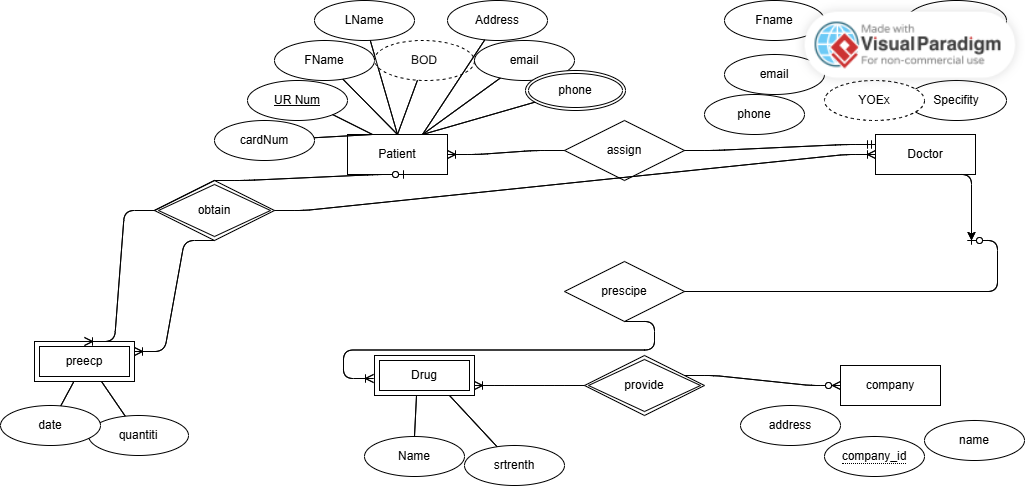 LName
Address
Fname
Made with
Visual Paradigm
For non-commercial use
FName
BOD
email
email
UR Num
phone
YOEx
Specifity
phone
cardNum
Patient
assign
Doctor
obtain
prescipe
preecp
Drug
provide
company
date
quantiti
address
Name
srtrenth
company_id
name